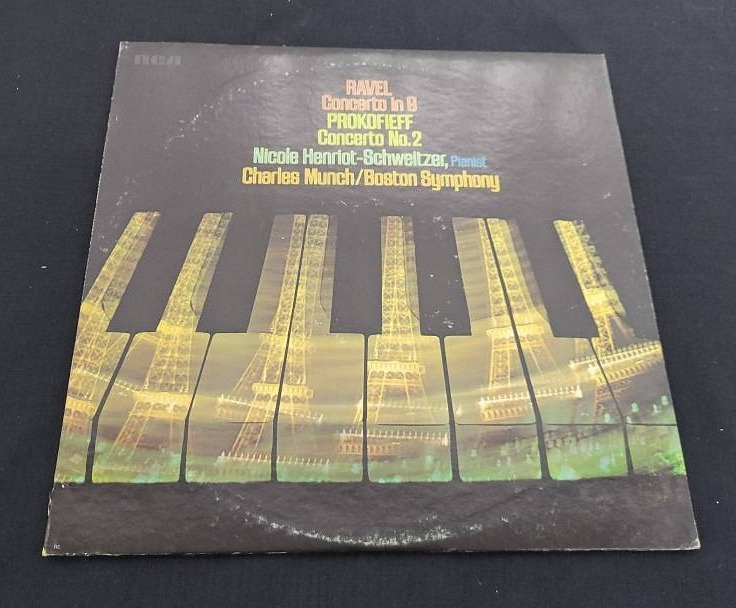 RCA
RAVEL
Concerto in G
PROKOFIEFF
Concerto No.2
Nicole Henriot-Schweitzer, Pianist
Charles Munch/Boston Symphony